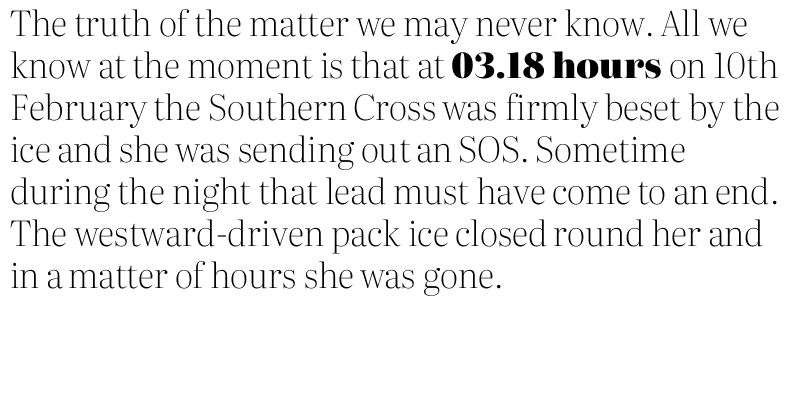 The truth of the matter we may never know. All we
know at the moment is that at 03.18 hours on 10th
February the Southern Cross was firmly beset by the
ice and she was sending out an SOS. Sometime
during the night that lead must have come to an end.
The westward-driven pack ice closed round her and
in a matter of hours she was gone.